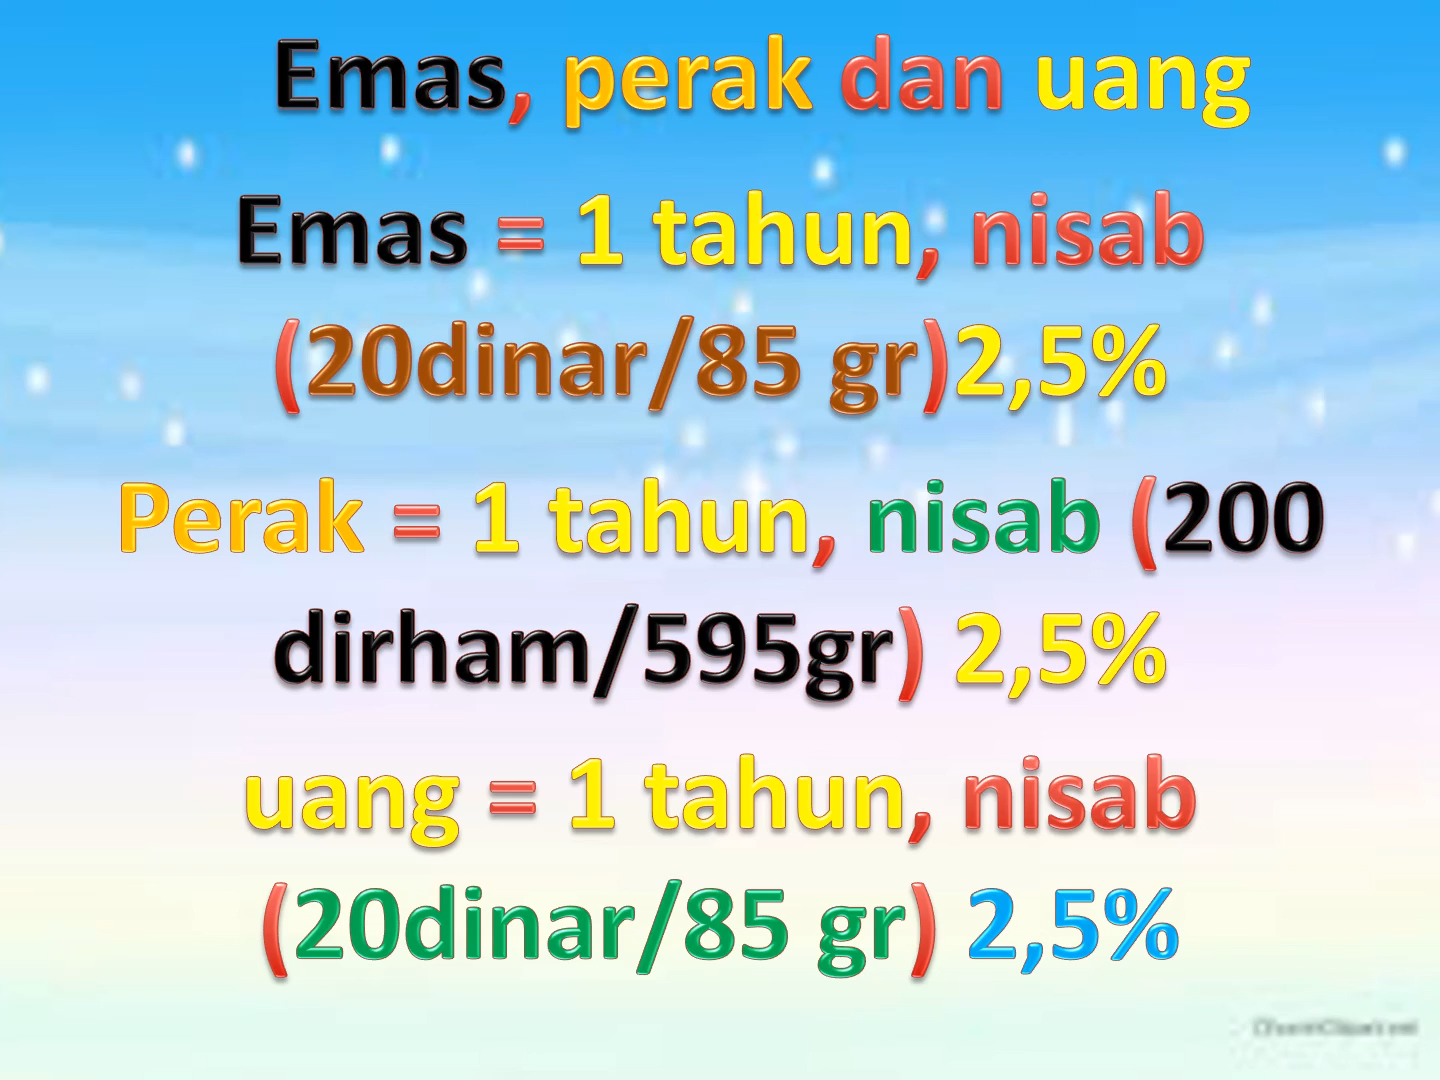 Emas, perak dan uang
Emas = 1 tahun, nisab
(20dinar/85 gr)2,5%
Perak = 1 tahun, nisab (200
dirham/595gr) 2,5%
uang = 1 tahun, nisab
(20dinar/85 gr) 2,5%